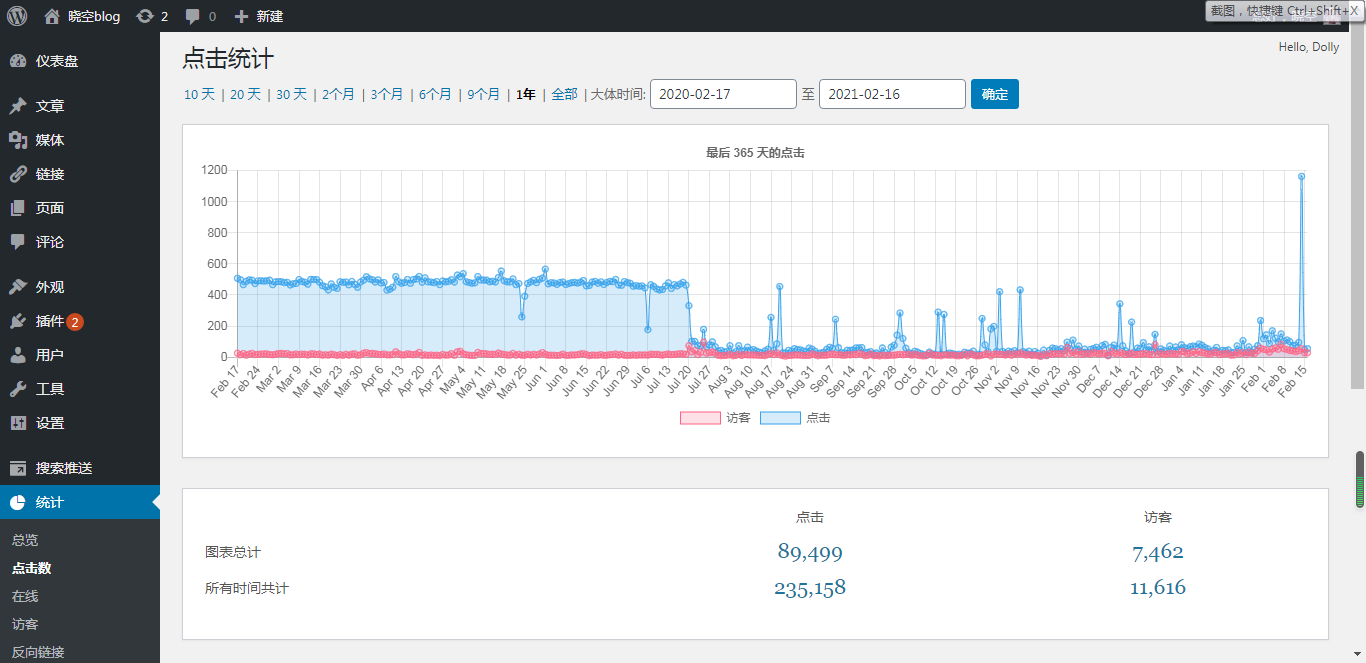 晓空blog 2 0 新建
截图，快捷键 Ctrl+Shift+X
Hello, Dolly
仪表盘
文章
媒体
链接
页面
评论
外观
插件 2
用户
工具
设置
搜索推送
统计
总览
点击数
在线
访客
反向链接
点击统计
10 天 | 20 天 | 30 天 | 2个月 | 3个月 | 6个月 | 9个月 | 1年 | 全部 | 大体时间: 2020-02-17 至 2021-02-16 确定
最后 365 天的点击
1200
1000
800
600
400
200
0
Feb 17 Feb 24 Mar 2 Mar 9 Mar 16 Mar 23 Mar 30 Apr 6 Apr 13 Apr 20 Apr 27 May 4 May 11 May 18 May 25 Jun 1 Jun 8 Jun 15 Jun 22 Jun 29 Jul 6 Jul 13 Jul 20 Jul 27 Aug 3 Aug 10 Aug 17 Aug 24 Aug 31 Sep 7 Sep 14 Sep 21 Sep 28 Oct 5 Oct 12 Oct 19 Oct 26 Nov 2 Nov 9 Nov 16 Nov 23 Nov 30 Dec 7 Dec 14 Dec 21 Dec 28 Jan 4 Jan 11 Jan 18 Jan 25 Feb 1 Feb 8 Feb 15
访客 点击
点击 访客
图表总计 89,499 7,462
所有时间共计 235,158 11,616